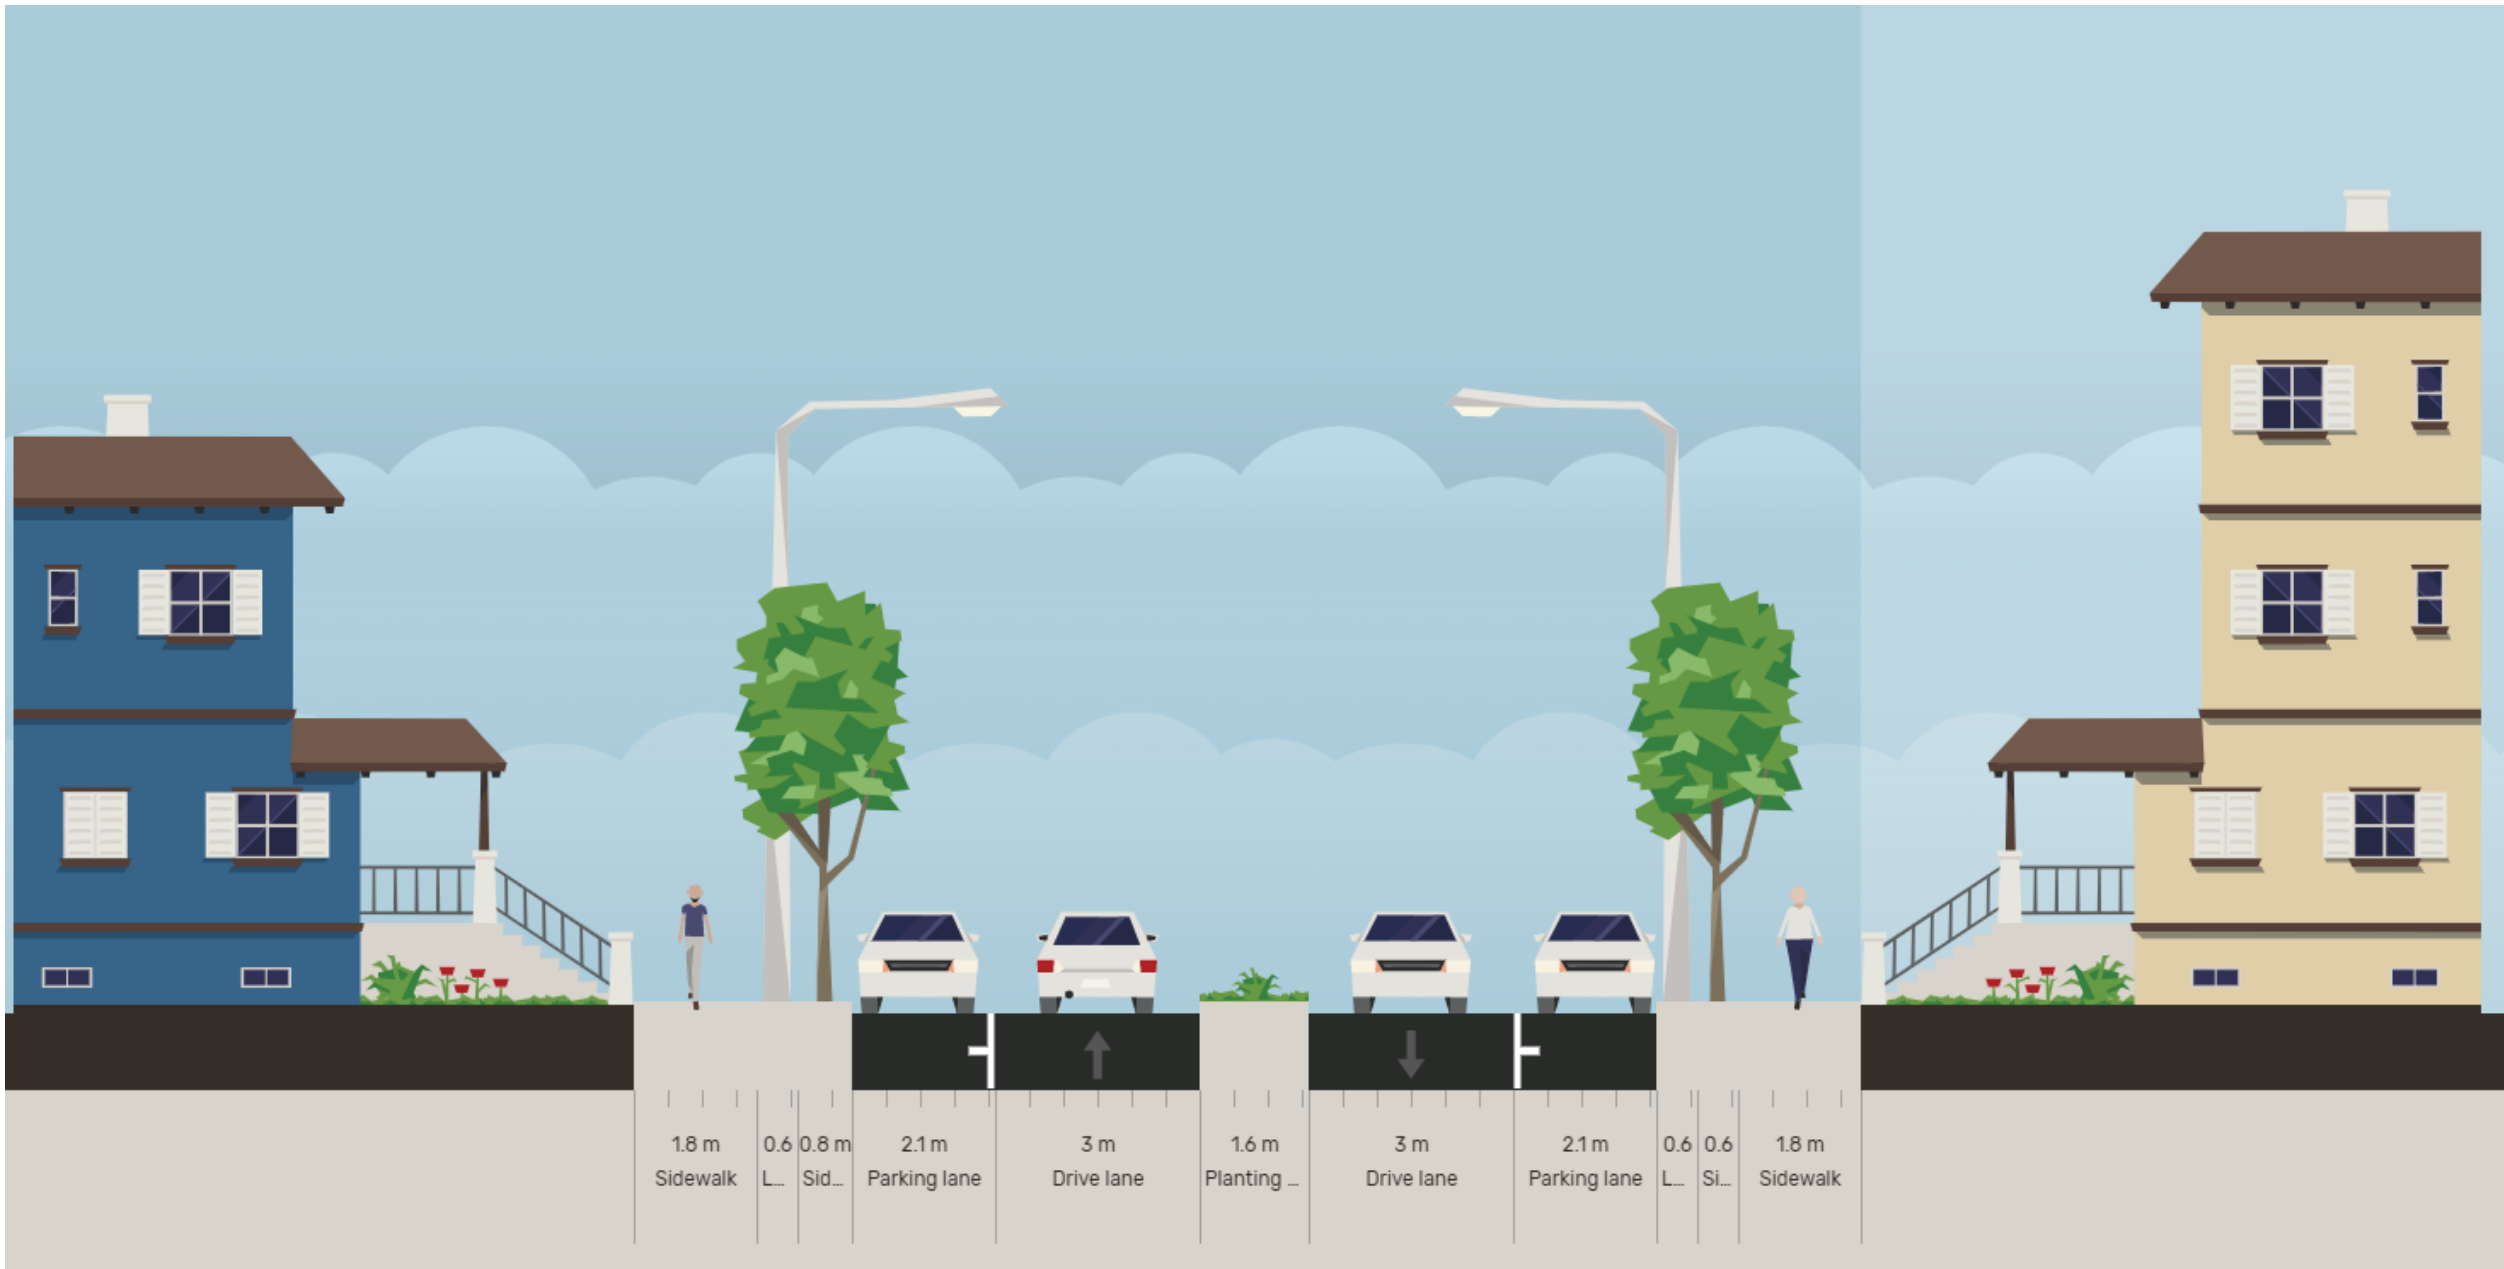 1.8 m
Sidewalk
0.6
L...
0.8 m
Sid...
2.1 m
Parking lane
3 m
Drive lane
1.6 m
Planting ...
3 m
Drive lane
2.1 m
Parking lane
0.6
L...
0.6
Si...
1.8 m
Sidewalk